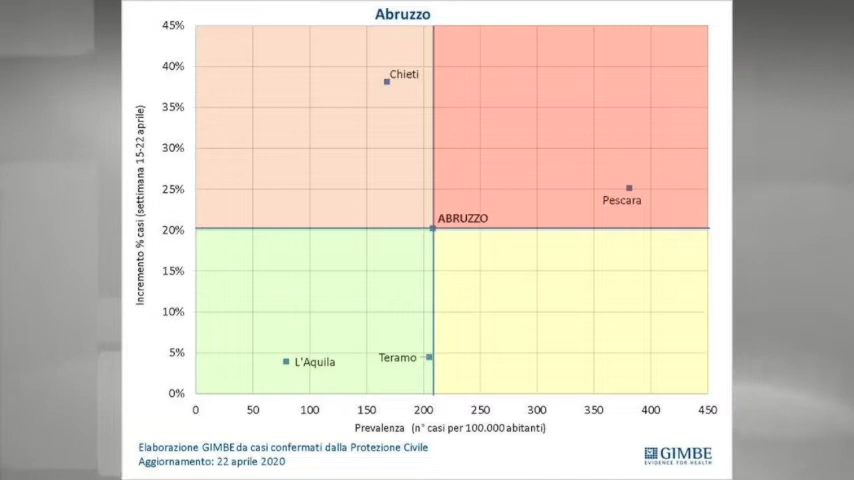 Abruzzo
45%
40%
35%
30%
25%
20%
15%
10%
5%
0%
Incremento % casi (settimana 15-22 aprile)
Chieti
Pescara
ABRUZZO
L'Aquila
Teramo
0 50 100 150 200 250 300 350 400 450
Prevalenza (n° casi per 100.000 abitanti)
Elaborazione GIMBE da casi confermati dalla Protezione Civile
Aggiornamento: 22 aprile 2020
GIMBE
EVIDENCE FOR HEALTH